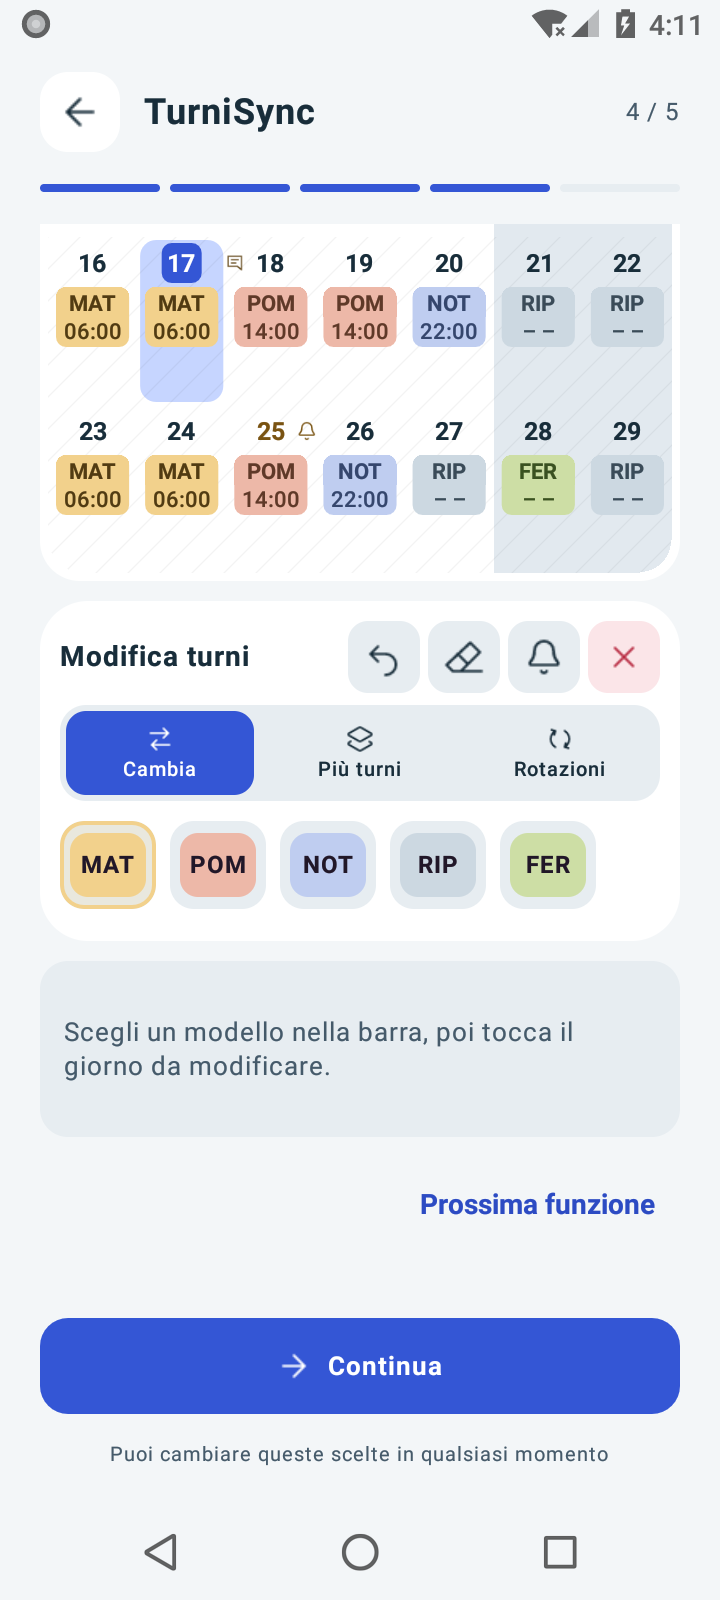 4:11
TurniSync
4 / 5
16 17 18 19 20 21 22
MAT MAT POM POM NOT RIP RIP
06:00 06:00 14:00 14:00 22:00 – – – –
23 24 25 26 27 28 29
MAT MAT POM NOT RIP FER RIP
06:00 06:00 14:00 22:00 – – – – – –
Modifica turni
Cambia Più turni Rotazioni
MAT POM NOT RIP FER
Scegli un modello nella barra, poi tocca il
giorno da modificare.
Prossima funzione
Continua
Puoi cambiare queste scelte in qualsiasi momento